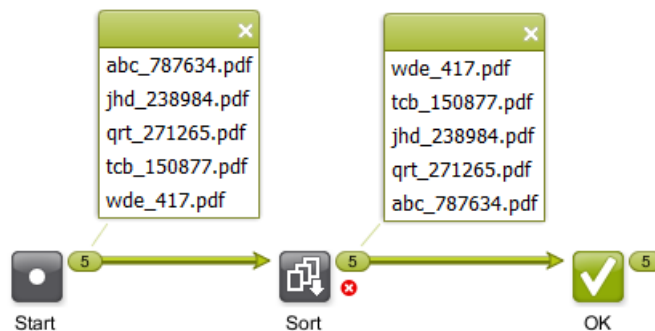 abc_787634.pdf
jhd_238984.pdf
qrt_271265.pdf
tcb_150877.pdf
wde_417.pdf
wde_417.pdf
tcb_150877.pdf
jhd_238984.pdf
qrt_271265.pdf
abc_787634.pdf
5
5
5
Start
Sort
OK